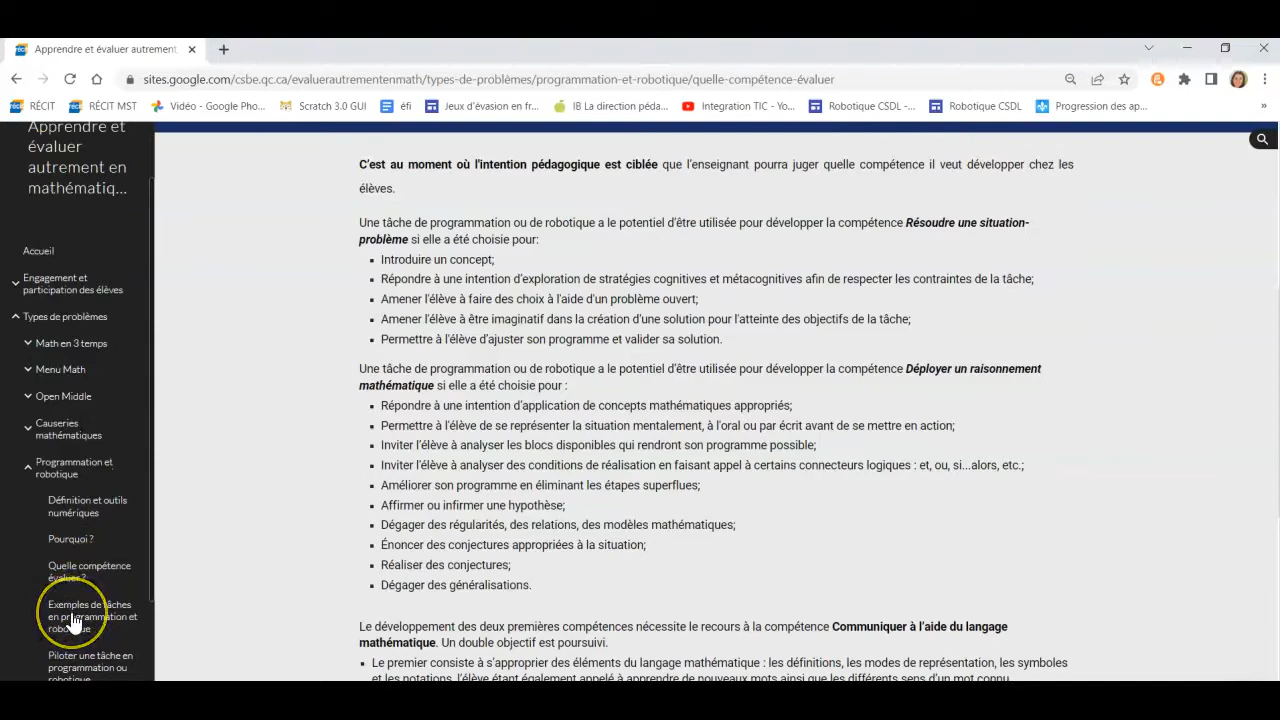 Apprendre et évaluer autrement
sites.google.com/csbe.qc.ca/evaluerautrementenmath/types-de-problèmes/programmation-et-robotique/quelle-compétence-évaluer
RÉCIT RÉCIT MST Vidéo - Google Pho... Scratch 3.0 GUI éfi Jeux d'évasion en fr... IB La direction péda... Intégration TIC - Yo... Robotique CSDL -... Robotique CSDL Progression des ap... »
Apprendre et
évaluer
autrement en
mathématiq...
Accueil
Engagement et
participation des élèves
Types de problèmes
Math en 3 temps
Menu Math
Open Middle
Causeries
mathématiques
Programmation et
robotique
Définition et outils
numériques
Pourquoi ?
Quelle compétence
évaluer ?
Exemples de tâches
en programmation et
robotique
Piloter une tâche en
programmation ou
robotique
C'est au moment où l'intention pédagogique est ciblée que l'enseignant pourra juger quelle compétence il veut développer chez les
élèves.
Une tâche de programmation ou de robotique a le potentiel d'être utilisée pour développer la compétence Résoudre une situation-
problème si elle a été choisie pour:
▪ Introduire un concept;
▪ Répondre à une intention d'exploration de stratégies cognitives et métacognitives afin de respecter les contraintes de la tâche;
▪ Amener l'élève à faire des choix à l'aide d'un problème ouvert;
▪ Amener l'élève à être imaginatif dans la création d'une solution pour l'atteinte des objectifs de la tâche;
▪ Permettre à l'élève d'ajuster son programme et valider sa solution.
Une tâche de programmation ou de robotique a le potentiel d'être utilisée pour développer la compétence Déployer un raisonnement
mathématique si elle a été choisie pour :
▪ Répondre à une intention d'application de concepts mathématiques appropriés;
▪ Permettre à l'élève de se représenter la situation mentalement, à l'oral ou par écrit avant de se mettre en action;
▪ Inviter l'élève à analyser les blocs disponibles qui rendront son programme possible;
▪ Inviter l'élève à analyser des conditions de réalisation en faisant appel à certains connecteurs logiques : et, ou, si...alors, etc.;
▪ Améliorer son programme en éliminant les étapes superflues;
▪ Affirmer ou infirmer une hypothèse;
▪ Dégager des régularités, des relations, des modèles mathématiques;
▪ Énoncer des conjectures appropriées à la situation;
▪ Réaliser des conjectures;
▪ Dégager des généralisations.
Le développement des deux premières compétences nécessite le recours à la compétence Communiquer à l'aide du langage
mathématique. Un double objectif est poursuivi.
▪ Le premier consiste à s'approprier des éléments du langage mathématique : les définitions, les modes de représentation, les symboles
et les notations, l'élève étant également appelé à apprendre de nouveaux mots ainsi que les différents sens d'un mot connu.